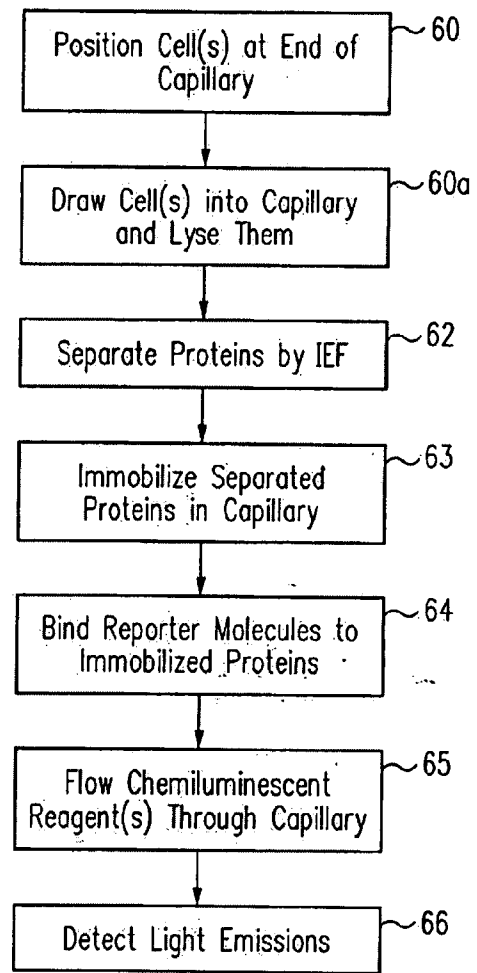 60
Position Cell(s) at End of
Capillary
60a
Draw Cell(s) into Capillary
and Lyse Them
62
Separate Proteins by IEF
63
Immobilize Separated
Proteins in Capillary
64
Bind Reporter Molecules to
Immobilized Proteins
65
Flow Chemiluminescent
Reagent(s) Through Capillary
66
Detect Light Emissions